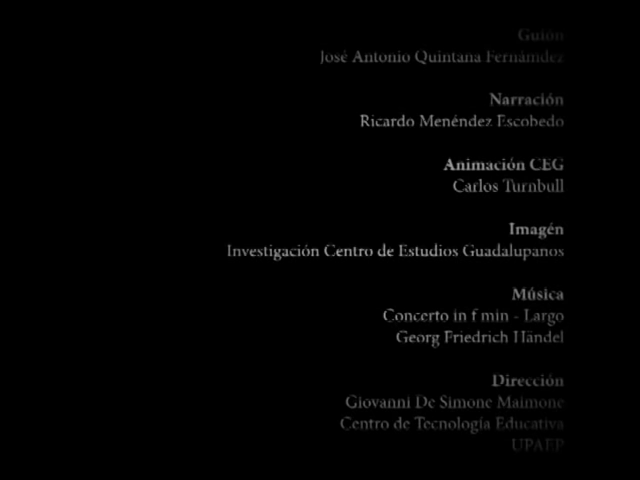 Guión
José Antonio Quintana Fernámdez
Narración
Ricardo Menéndez Escobedo
Animación CEG
Carlos Turnbull
Imagén
Investigación Centro de Estudios Guadalupanos
Música
Concerto in f min - Largo
Georg Friedrich Händel
Dirección
Giovanni De Simone Maimone
Centro de Tecnología Educativa
UPAEP